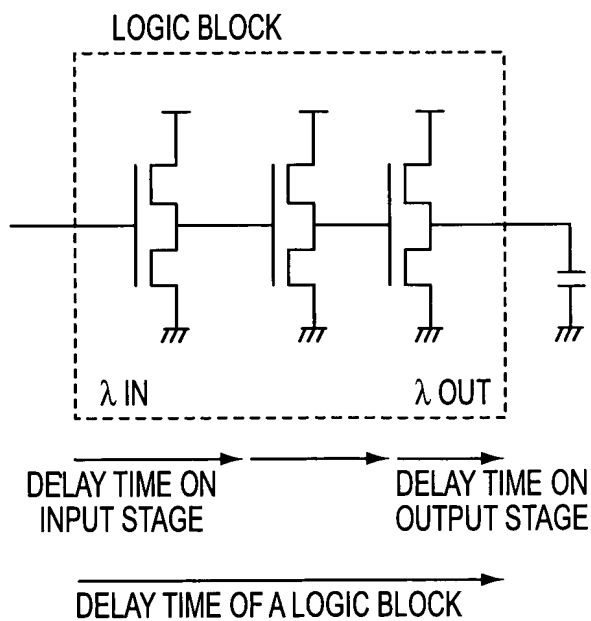 LOGIC BLOCK
λ IN
λ OUT
DELAY TIME ON
INPUT STAGE
DELAY TIME ON
OUTPUT STAGE
DELAY TIME OF A LOGIC BLOCK